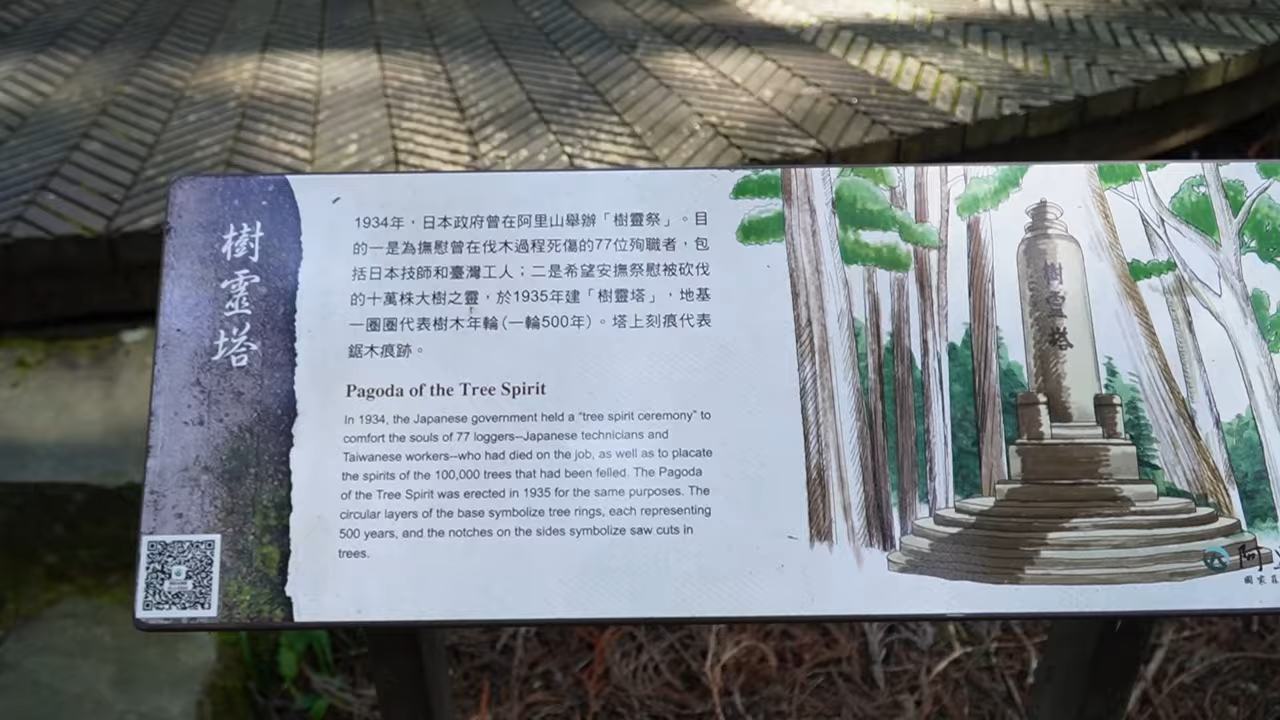 樹靈塔
1934年，日本政府曾在阿里山舉辦「樹靈祭」。目
的一是為撫慰曾在伐木過程死傷的77位殉職者，包
括日本技師和臺灣工人；二是希望安撫祭慰被砍伐
的十萬株大樹之靈，於1935年建「樹靈塔」，地基
一圈圈代表樹木年輪(一輪500年)。塔上刻痕代表
鋸木痕跡。
Pagoda of the Tree Spirit
In 1934, the Japanese government held a “tree spirit ceremony” to
comfort the souls of 77 loggers--Japanese technicians and
Taiwanese workers--who had died on the job, as well as to placate
the spirits of the 100,000 trees that had been felled. The Pagoda
of the Tree Spirit was erected in 1935 for the same purposes. The
circular layers of the base symbolize tree rings, each representing
500 years, and the notches on the sides symbolize saw cuts in
trees.
樹靈塔
阿
國家